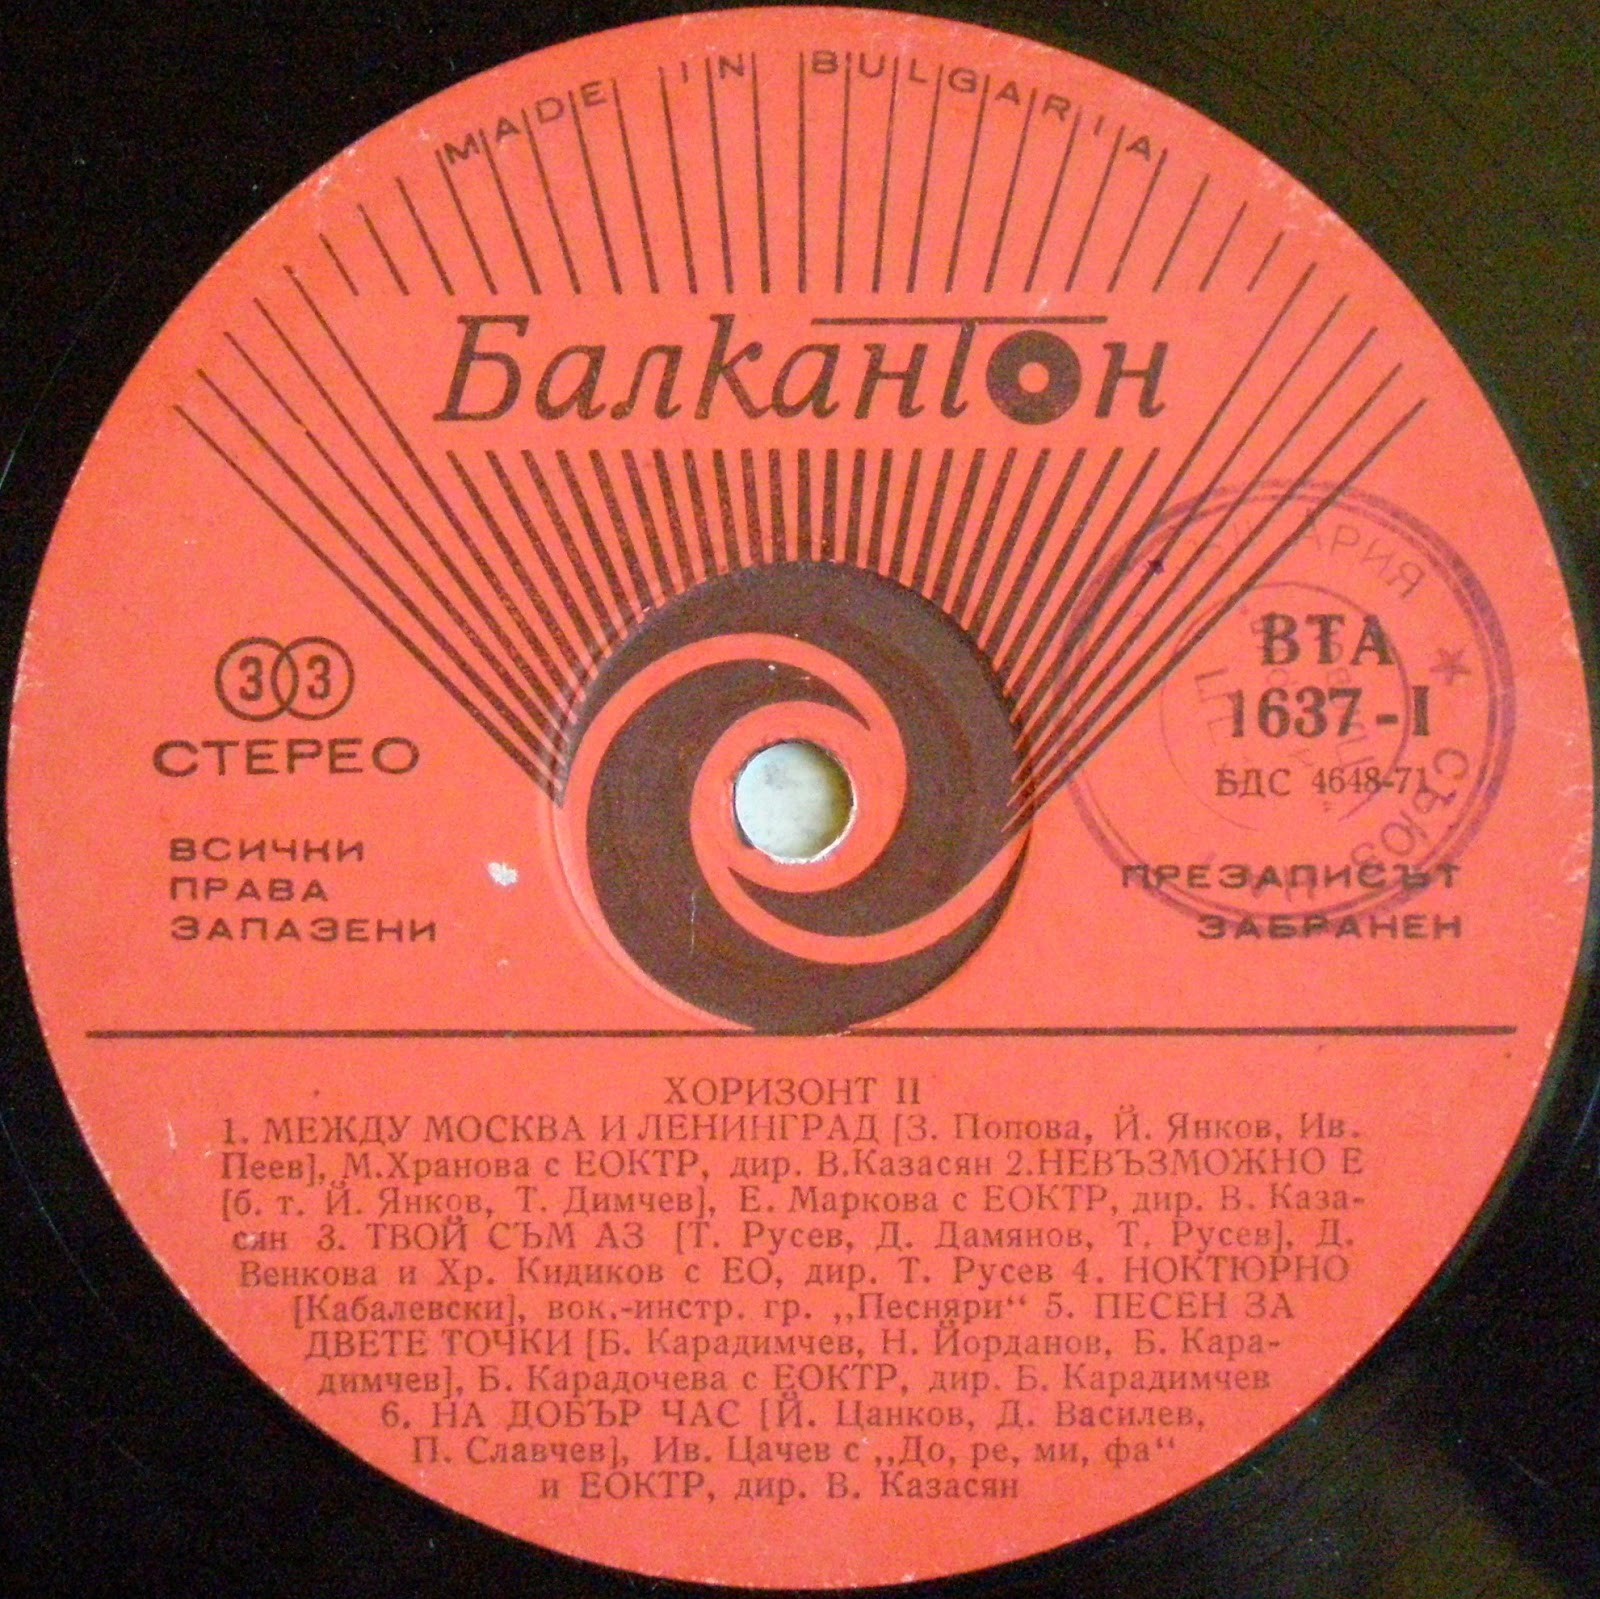 MADE IN BULGARIA
Балкантон
33
СТЕРЕО
ВСИЧКИ
ПРАВА
ЗАПАЗЕНИ
ВТА
1637-I
БДС 4648-71
ПРЕЗАПИСЪТ
ЗАБРАНЕН
СЪЮЗ
ХОРИЗОНТ II
1. МЕЖДУ МОСКВА И ЛЕНИНГРАД [З. Попова, Й. Янков, Ив.
Пеев], М.Хранова с ЕОКТР, дир. В.Казасян 2.НЕВЪЗМОЖНО Е
[б. т. Й. Янков, Т. Димчев], Е. Маркова с ЕОКТР, дир. В. Каза-
сян 3. ТВОЙ СЪМ АЗ [Т. Русев, Д. Дамянов, Т. Русев], Д.
Венкова и Хр. Кидиков с ЕО, дир. Т. Русев 4. НОКТЮРНО
[Кабалевски], вок.-инстр. гр. „Песняри“ 5. ПЕСЕН ЗА
ДВЕТЕ ТОЧКИ [Б. Карадимчев, Н. Йорданов, Б. Кара-
димчев], Б. Карадочева с ЕОКТР, дир. Б. Карадимчев
6. НА ДОБЪР ЧАС [Й. Цанков, Д. Василев,
П. Славчев], Ив. Цачев с „До, ре, ми, фа“
и ЕОКТР, дир. В. Казасян